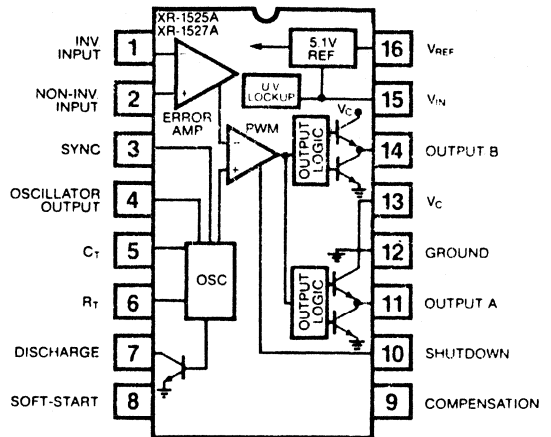 XR-1525A
XR-1527A
INV
INPUT
1
NON-INV.
INPUT
2
SYNC
3
OSCILLATOR
OUTPUT
4
CT
5
RT
6
DISCHARGE
7
SOFT-START
8
ERROR
AMP
PWM
OSC
5.1V
REF
U.V.
LOCKUP
VC
OUTPUT
LOGIC
OUTPUT
LOGIC
16
VREF
15
VIN
14
OUTPUT B
13
VC
12
GROUND
11
OUTPUT A
10
SHUTDOWN
9
COMPENSATION